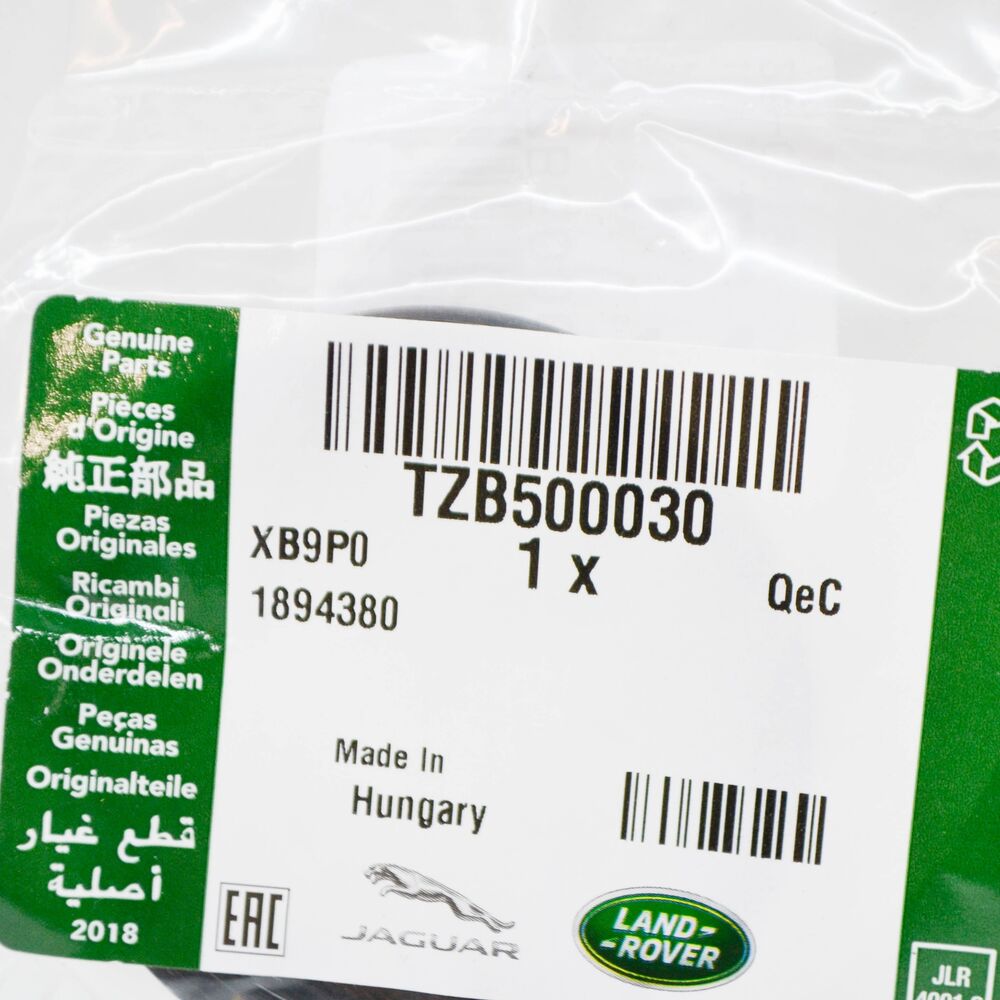 Genuine
Parts
Pièces
d'Origine
純正部品
Piezas
Originales
Ricambi
Originali
Originele
Onderdelen
Peças
Genuinas
Originalteile
قطع غيار
أصلية
2018
TZB500030
1 x
XB9P0
QeC
1894380
Made In
Hungary
EAC
JAGUAR
LAND-
-ROVER
JLR